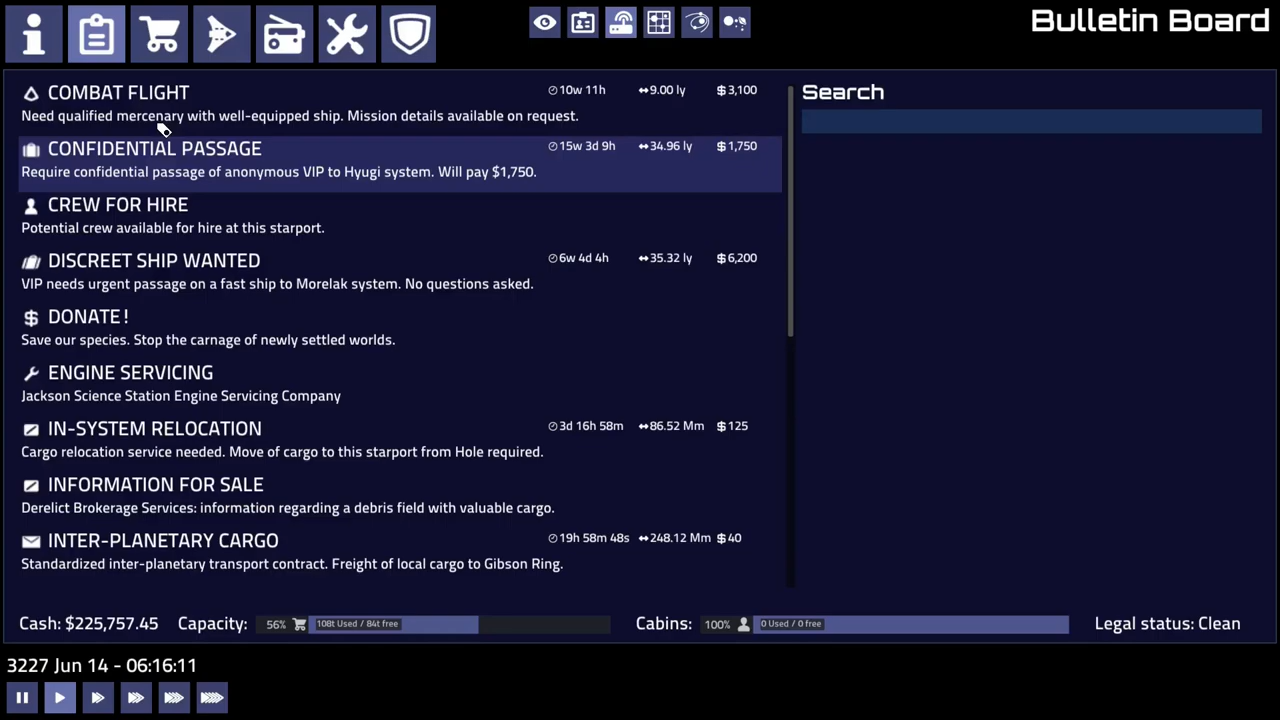 Bulletin Board
COMBAT FLIGHT 10w 11h 9.00 ly $3,100
Need qualified mercenary with well-equipped ship. Mission details available on request.
Search
CONFIDENTIAL PASSAGE 15w 3d 9h 34.96 ly $1,750
Require confidential passage of anonymous VIP to Hyugi system. Will pay $1,750.
CREW FOR HIRE
Potential crew available for hire at this starport.
DISCREET SHIP WANTED 6w 4d 4h 35.32 ly $6,200
VIP needs urgent passage on a fast ship to Morelak system. No questions asked.
DONATE!
Save our species. Stop the carnage of newly settled worlds.
ENGINE SERVICING
Jackson Science Station Engine Servicing Company
IN-SYSTEM RELOCATION 3d 16h 58m 86.52 Mm $125
Cargo relocation service needed. Move of cargo to this starport from Hole required.
INFORMATION FOR SALE
Derelict Brokerage Services: information regarding a debris field with valuable cargo.
INTER-PLANETARY CARGO 19h 58m 48s 248.12 Mm $40
Standardized inter-planetary transport contract. Freight of local cargo to Gibson Ring.
Cash: $225,757.45 Capacity: 56% 108t Used / 84t free Cabins: 100% 0 Used / 0 free Legal status: Clean
3227 Jun 14 - 06:16:11